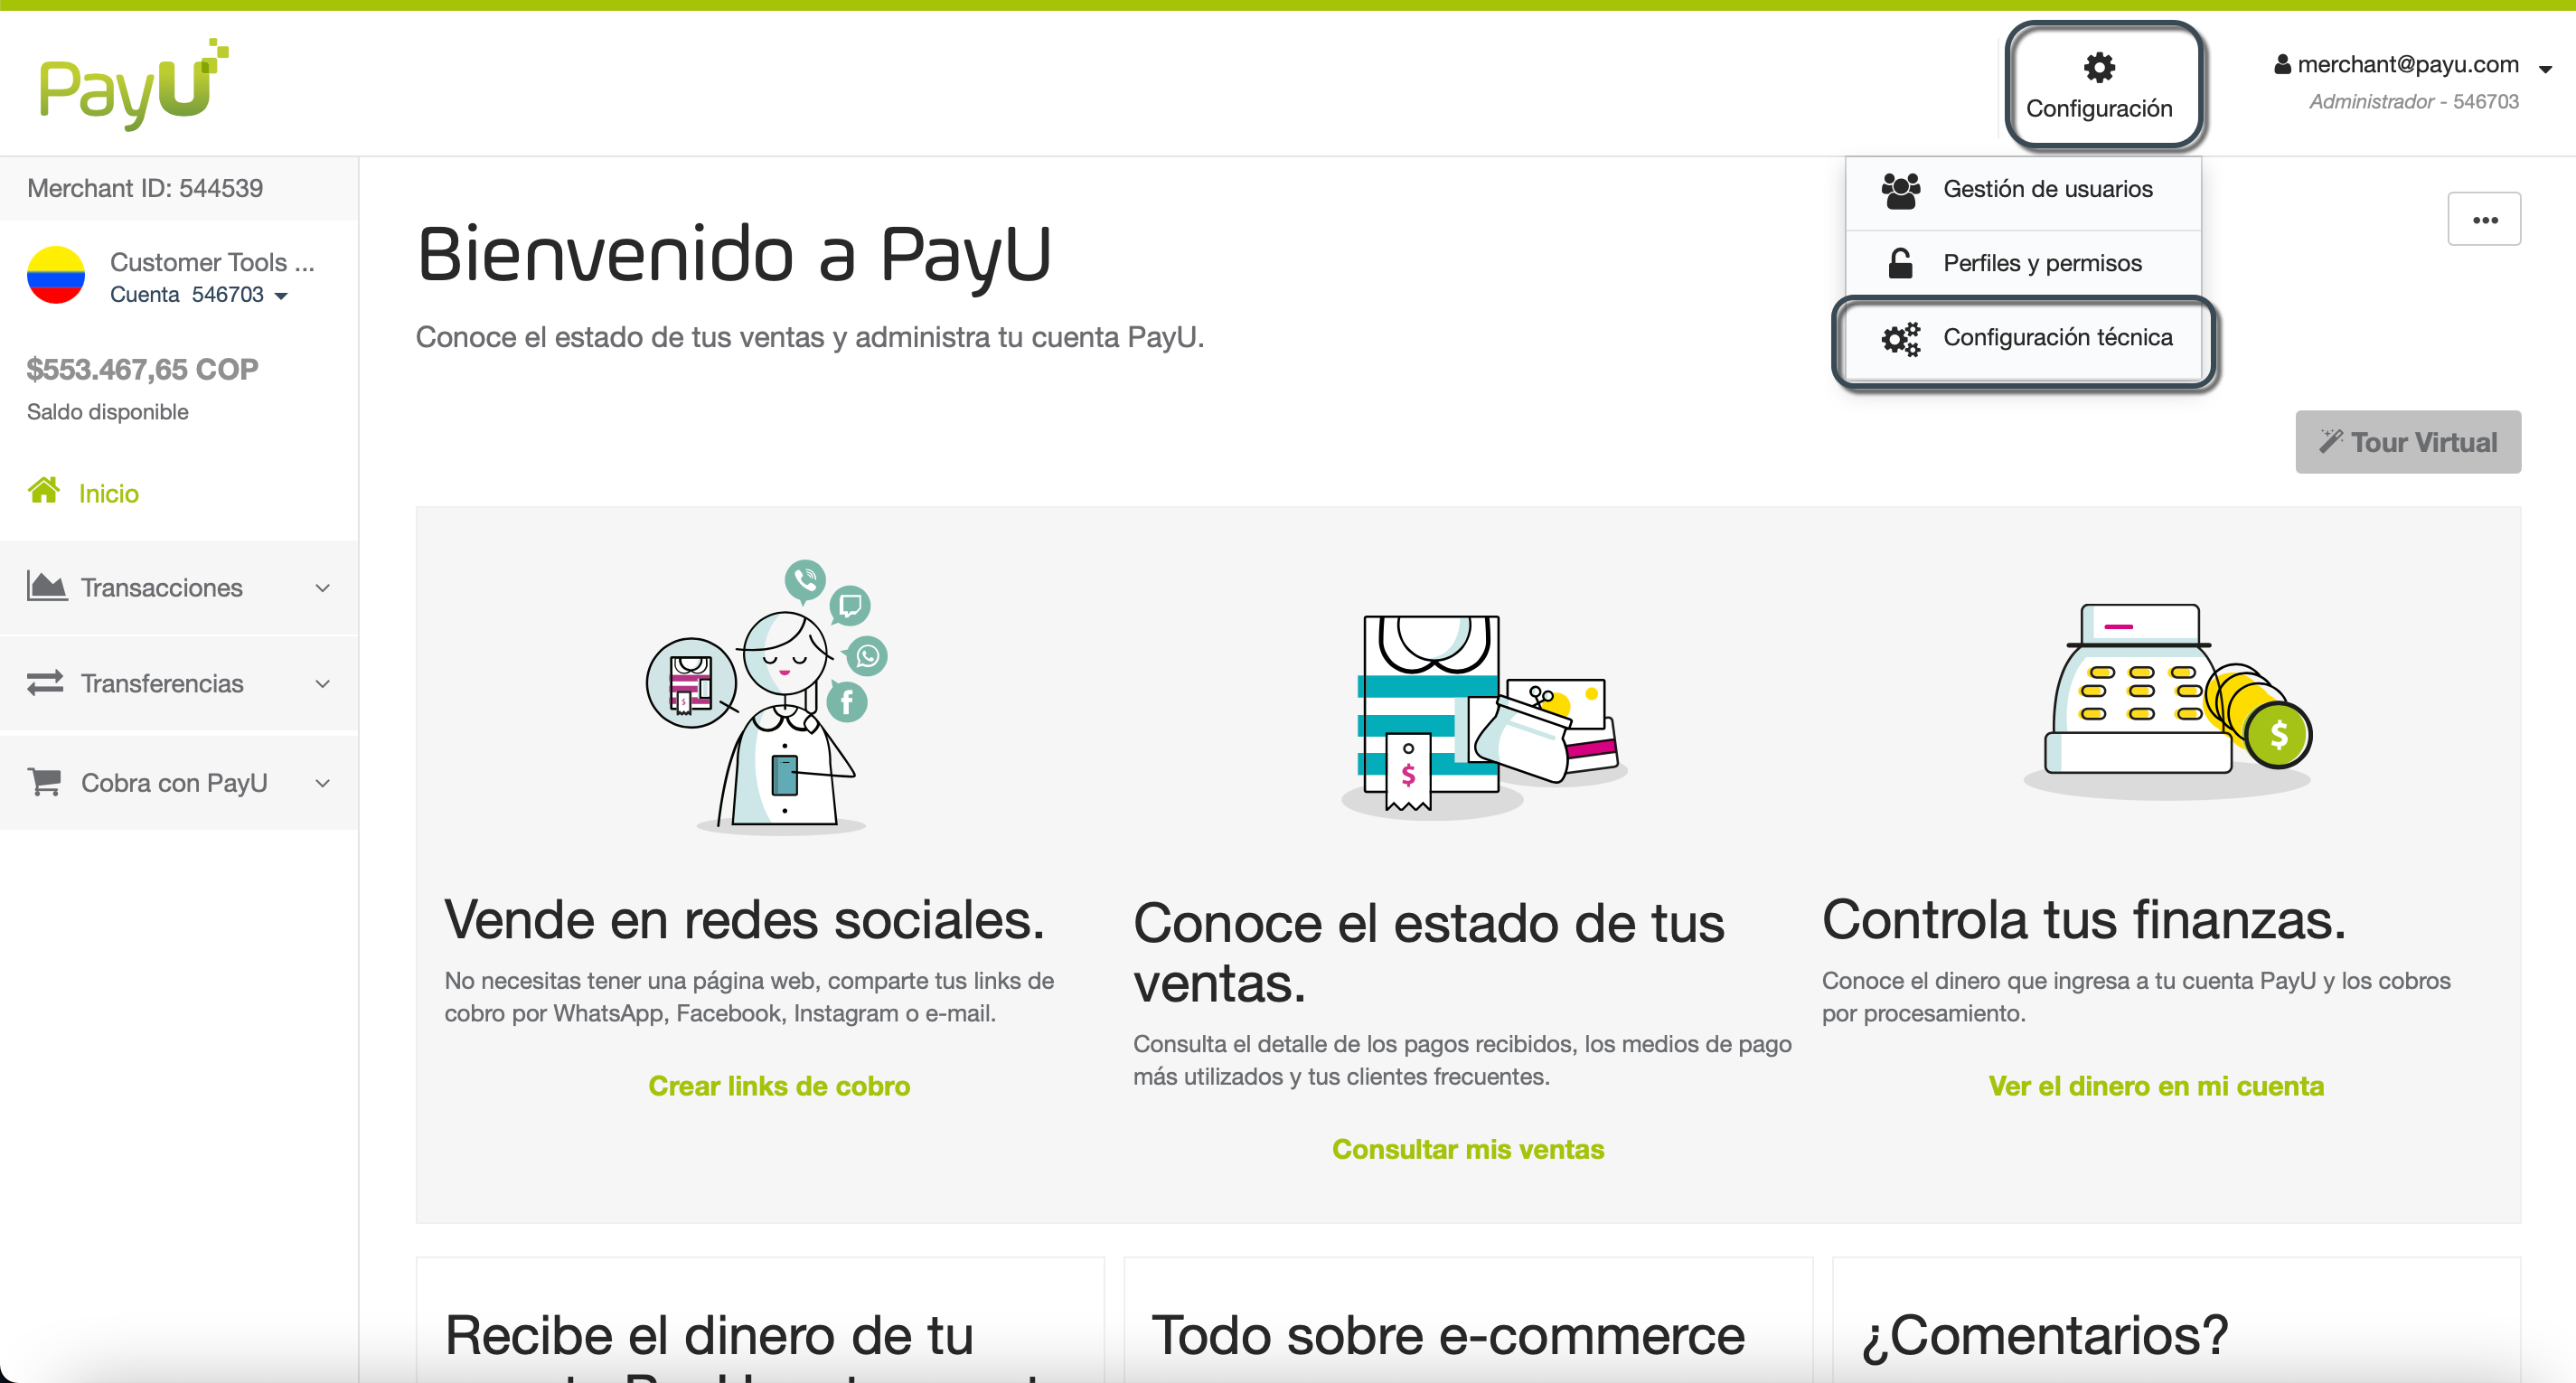 PayU
Configuración
merchant@payu.com
Administrador - 546703
Merchant ID: 544539
Customer Tools ...
Cuenta 546703
$553.467,65 COP
Saldo disponible
Inicio
Transacciones
Transferencias
Cobra con PayU
Gestión de usuarios
Perfiles y permisos
Configuración técnica
Bienvenido a PayU
Conoce el estado de tus ventas y administra tu cuenta PayU.
Tour Virtual
Vende en redes sociales.
No necesitas tener una página web, comparte tus links de
cobro por WhatsApp, Facebook, Instagram o e-mail.
Crear links de cobro
Conoce el estado de tus
ventas.
Consulta el detalle de los pagos recibidos, los medios de pago
más utilizados y tus clientes frecuentes.
Consultar mis ventas
Controla tus finanzas.
Conoce el dinero que ingresa a tu cuenta PayU y los cobros
por procesamiento.
Ver el dinero en mi cuenta
Recibe el dinero de tu
Todo sobre e-commerce
¿Comentarios?